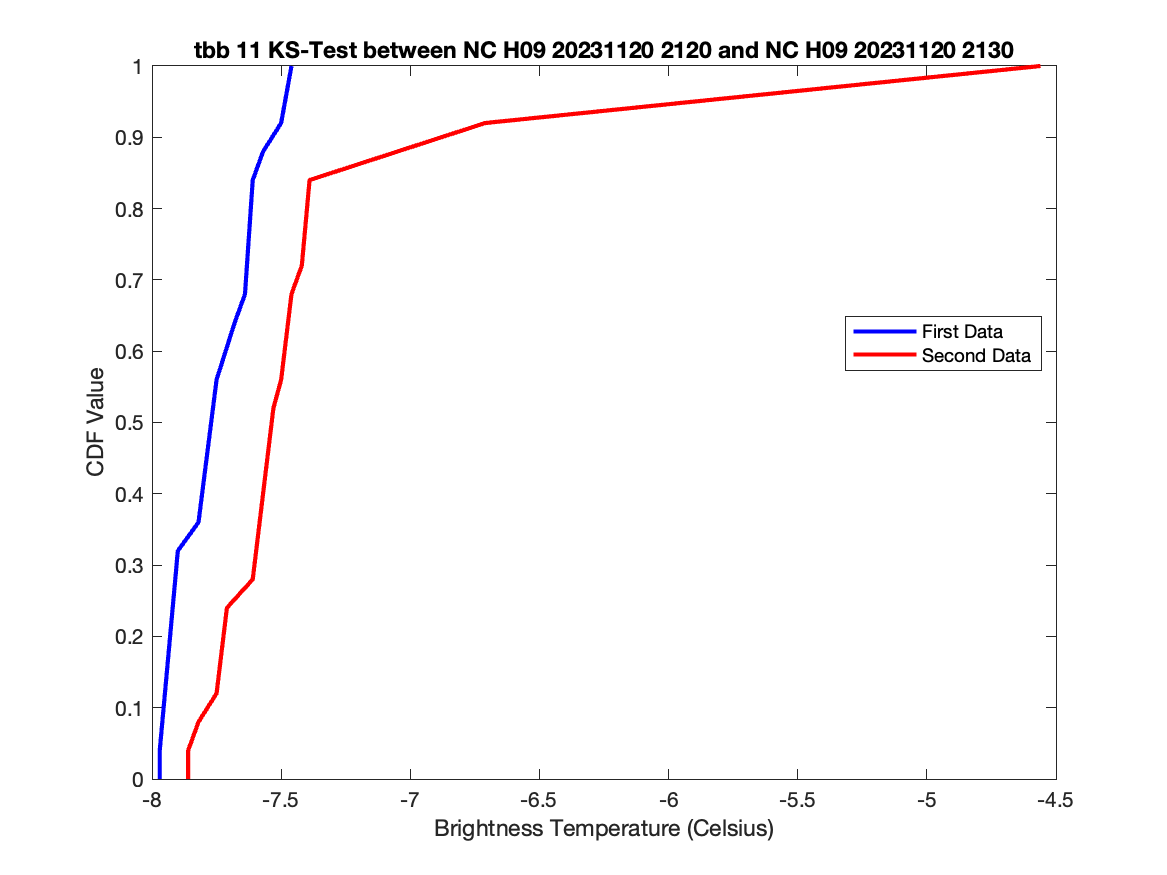 tbb 11 KS-Test between NC H09 20231120 2120 and NC H09 20231120 2130
1
0.9
0.8
0.7
0.6
0.5
0.4
0.3
0.2
0.1
0
CDF Value
First Data
Second Data
-8 -7.5 -7 -6.5 -6 -5.5 -5 -4.5
Brightness Temperature (Celsius)